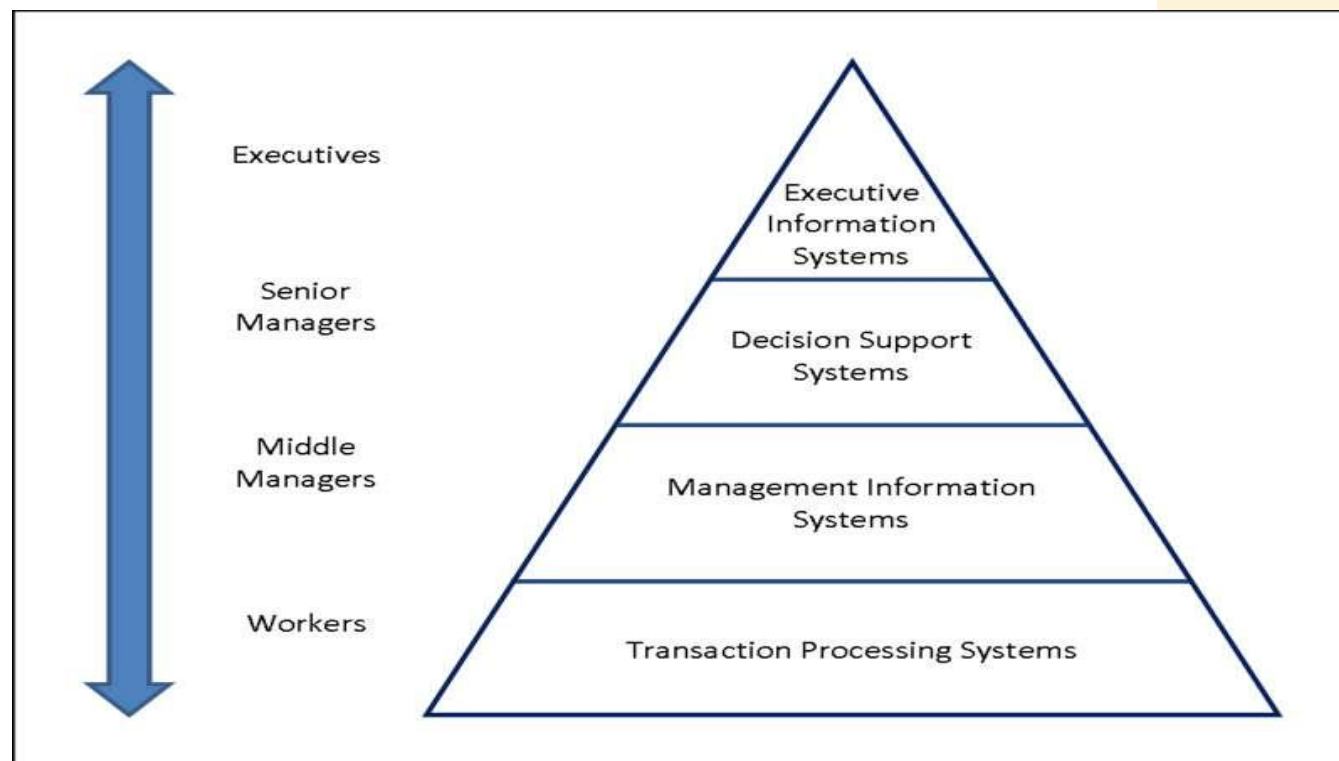 Executives
Executive
Information
Systems
Senior
Managers
Decision Support
Systems
Middle
Managers
Management Information
Systems
Workers
Transaction Processing Systems